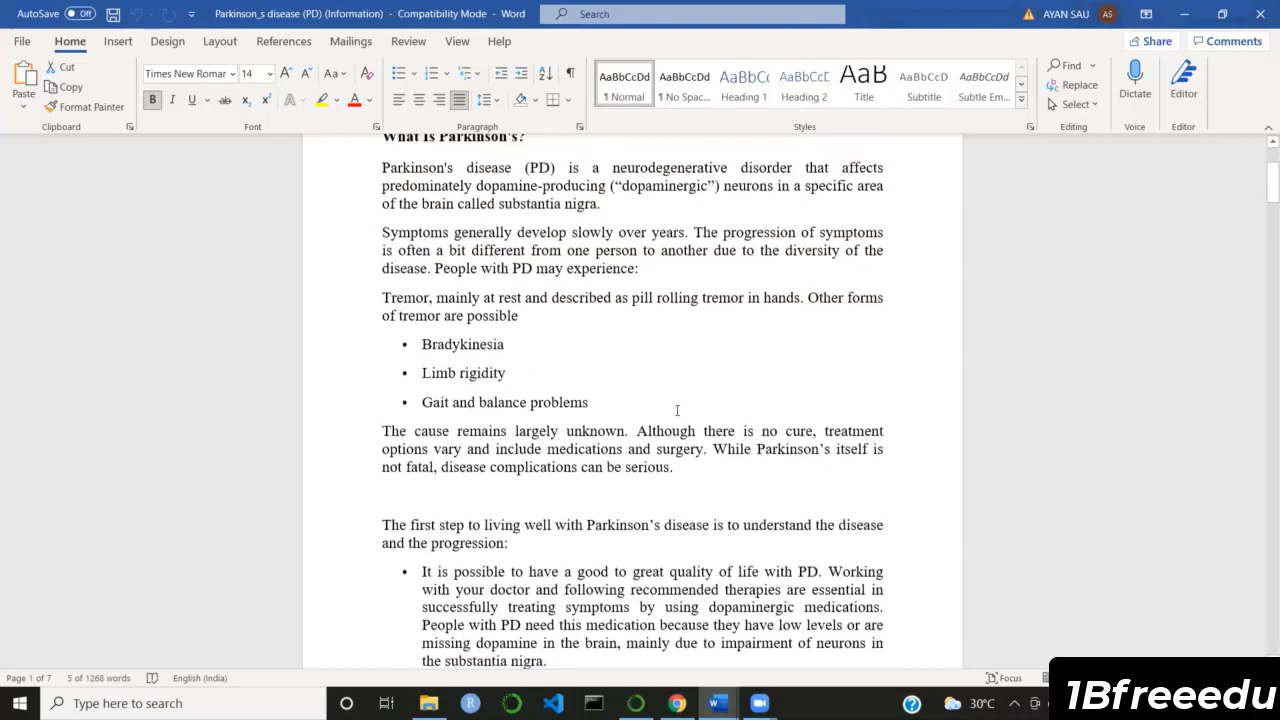 AutoSave Off Parkinson's disease (PD) (Information) - Compatibility Mode - Word Search AYAN SAU AS
File Home Insert Design Layout References Mailings Review View Help Share Comments
Paste Cut Copy Format Painter Times New Romar 14 A A Aa A B I U ab x2 x2 A A AaBbCcDd AaBbCcDd AaBbCc AaBbCcE AaB AaBbCcD AaBbCcDd Find Replace Select Dictate Editor
¶ Normal ¶ No Spac... Heading 1 Heading 2 Title Subtitle Subtle Em...
Clipboard Font Paragraph Styles Editing Voice Editor
What Is Parkinson's?
Parkinson's disease (PD) is a neurodegenerative disorder that affects
predominately dopamine-producing (“dopaminergic”) neurons in a specific area
of the brain called substantia nigra.
Symptoms generally develop slowly over years. The progression of symptoms
is often a bit different from one person to another due to the diversity of the
disease. People with PD may experience:
Tremor, mainly at rest and described as pill rolling tremor in hands. Other forms
of tremor are possible
• Bradykinesia
• Limb rigidity
• Gait and balance problems
The cause remains largely unknown. Although there is no cure, treatment
options vary and include medications and surgery. While Parkinson’s itself is
not fatal, disease complications can be serious.
The first step to living well with Parkinson’s disease is to understand the disease
and the progression:
• It is possible to have a good to great quality of life with PD. Working
with your doctor and following recommended therapies are essential in
successfully treating symptoms by using dopaminergic medications.
People with PD need this medication because they have low levels or are
missing dopamine in the brain, mainly due to impairment of neurons in
the substantia nigra.
Page 1 of 7 5 of 1268 words English (India) Focus
Type here to search 30°C
1Bfreeedu